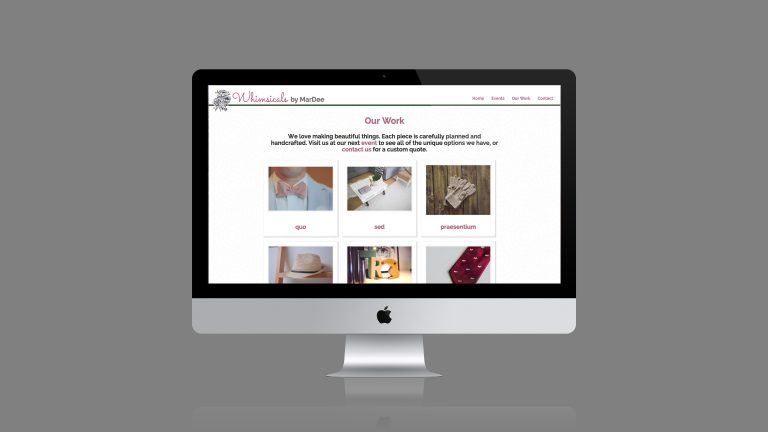 Whimsicals by MarDee
Home Events Our Work Contact
Our Work
We love making beautiful things. Each piece is carefully planned and
handcrafted. Visit us at our next event to see all of the unique options we have, or
contact us for a custom quote.
quo sed praesentium